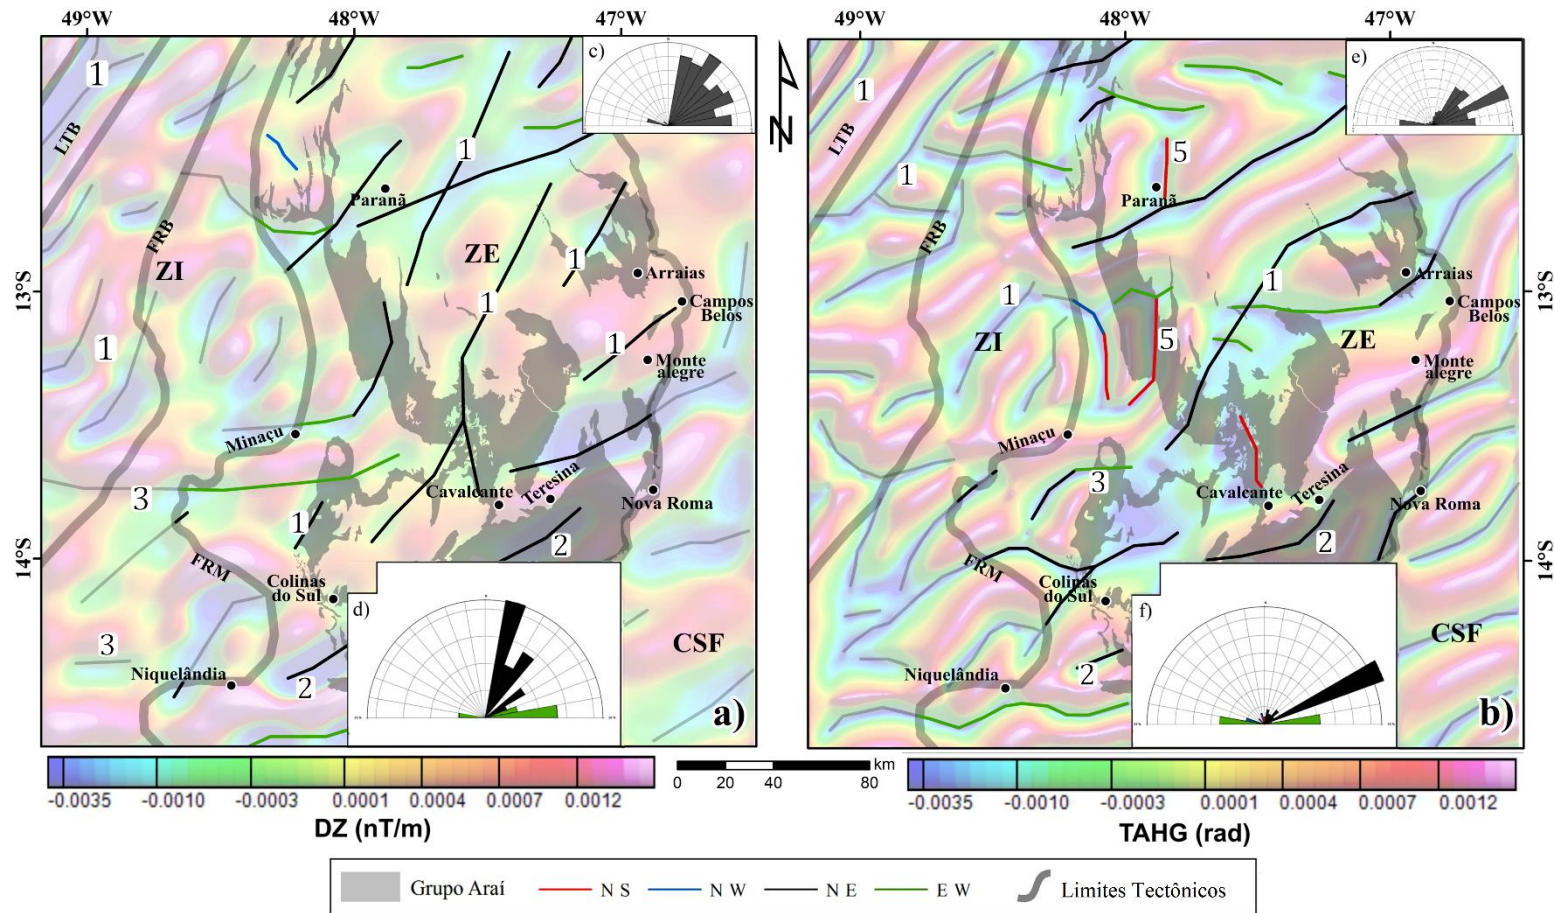 49°W 48°W 47°W
49°W 48°W 47°W
13°S
14°S
13°S
14°S
c)
e)
d)
f)
N
1
LTB
FRB
ZI
Paranã
1
ZE
1
1
Arraias
Campos
Belos
1
1
Monte
alegre
Minaçu
3
Cavalcante
Teresina
Nova Roma
1
2
FRM
Colinas
do Sul
3
Niquelândia
2
CSF
a)
1
LTB
5
1
Paranã
FRB
1
1
Arraias
Campos
Belos
ZI
5
ZE
Monte
alegre
Minaçu
3
Cavalcante
Teresina
Nova Roma
2
FRM
Colinas
do Sul
Niquelândia
2
CSF
b)
-0.0035 -0.0010 -0.0003 0.0001 0.0004 0.0007 0.0012
DZ (nT/m)
km
0 20 40 80
-0.0035 -0.0010 -0.0003 0.0001 0.0004 0.0007 0.0012
TAHG (rad)
Grupo Araí N S N W N E E W Limites Tectônicos